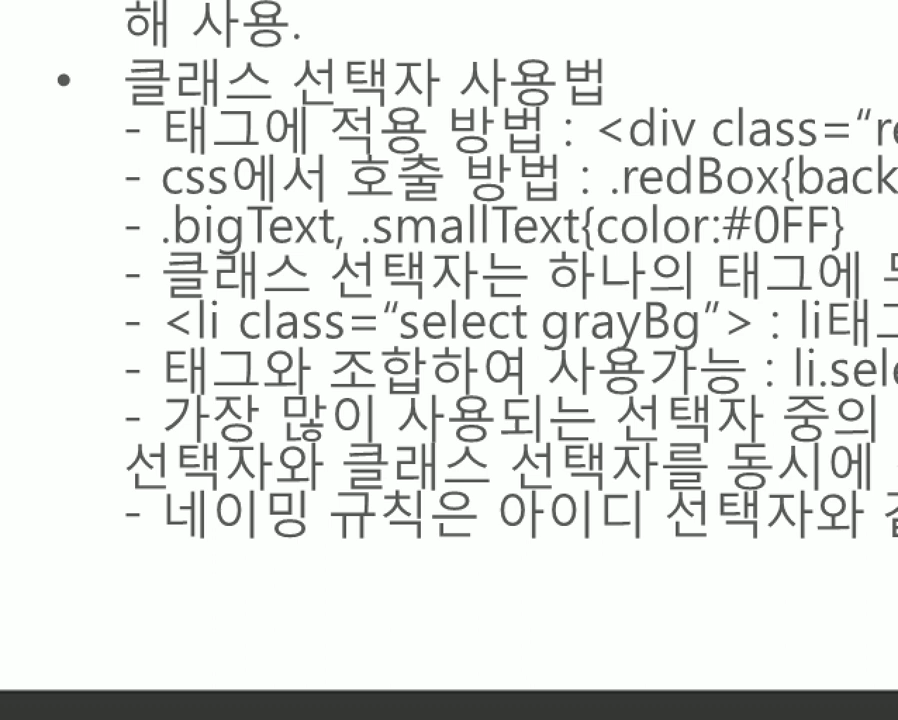 해 사용.
• 클래스 선택자 사용법
- 태그에 적용 방법 : <div class=“re
- css에서 호출 방법 : .redBox{back
- .bigText, .smallText{color:#0FF}
- 클래스 선택자는 하나의 태그에
- <li class=“select grayBg”> : li태그
- 태그와 조합하여 사용가능 : li.sele
- 가장 많이 사용되는 선택자 중의
선택자와 클래스 선택자를 동시에
- 네이밍 규칙은 아이디 선택자와